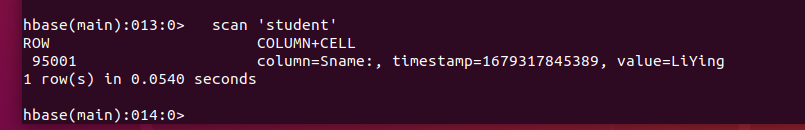 hbase(main):013:0>   scan 'student'
ROW                        COLUMN+CELL
 95001                     column=Sname:, timestamp=1679317845389, value=LiYing
1 row(s) in 0.0540 seconds
hbase(main):014:0>